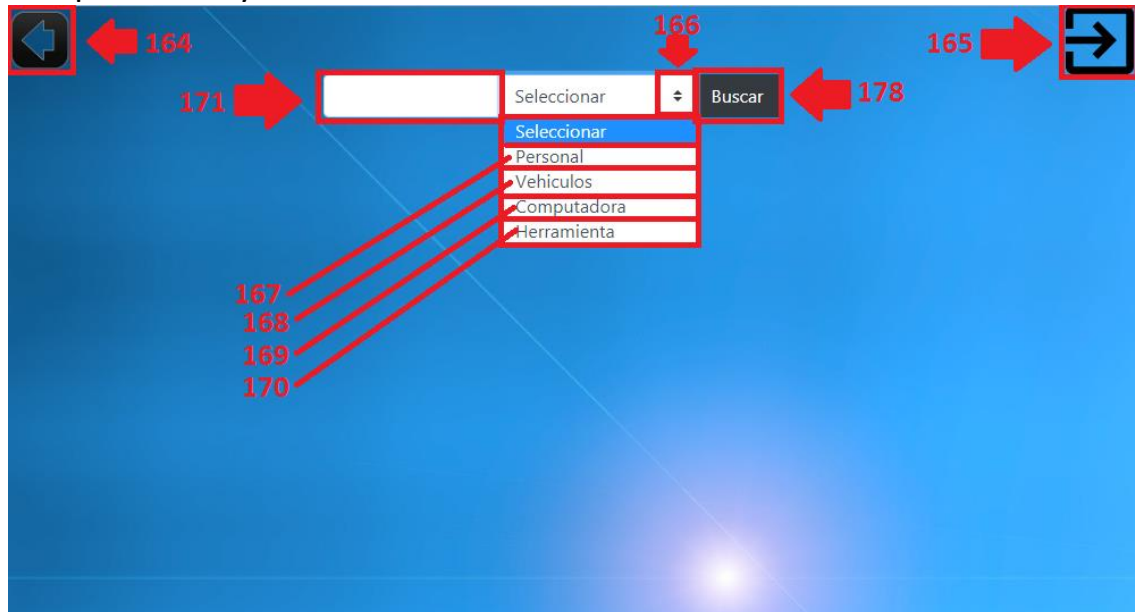 164
166
165
171
Seleccionar
Buscar
178
Seleccionar
Personal
Vehiculos
Computadora
Herramienta
167
168
169
170